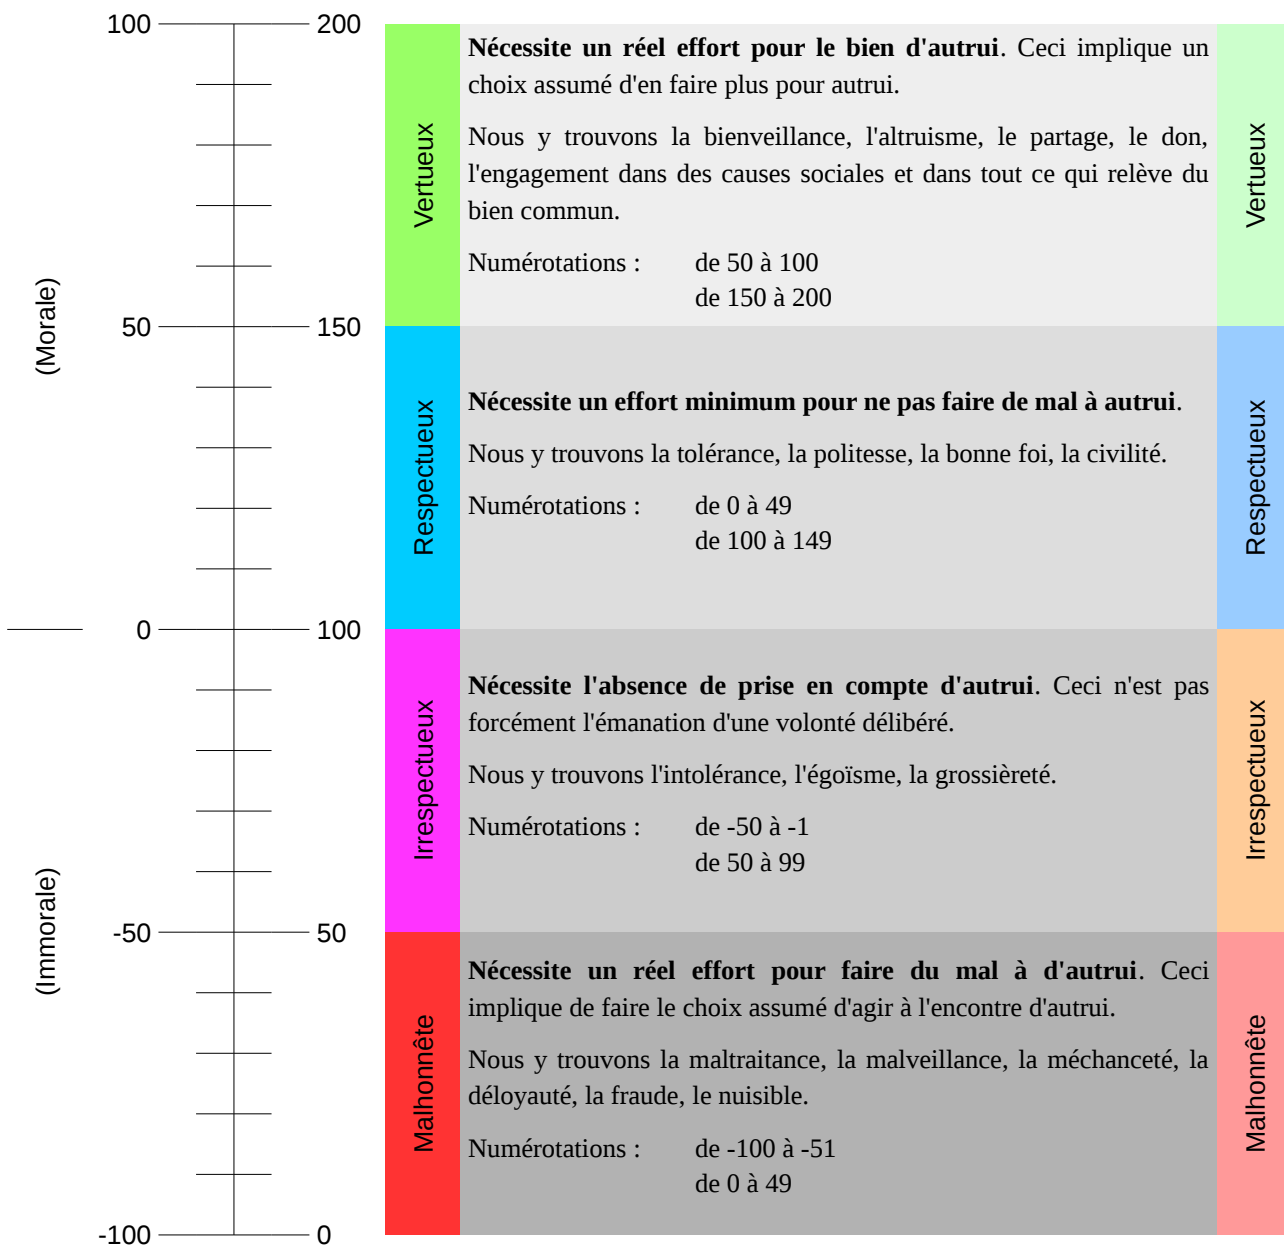 100
200
Nécessite un réel effort pour le bien d'autrui. Ceci implique un
choix assumé d'en faire plus pour autrui.
Nous y trouvons la bienveillance, l'altruisme, le partage, le don,
l'engagement dans des causes sociales et dans tout ce qui relève du
bien commun.
Numérotations : de 50 à 100
de 150 à 200
Vertueux
Vertueux
(Morale)
50
150
Nécessite un effort minimum pour ne pas faire de mal à autrui.
Nous y trouvons la tolérance, la politesse, la bonne foi, la civilité.
Numérotations : de 0 à 49
de 100 à 149
Respectueux
Respectueux
0
100
Nécessite l'absence de prise en compte d'autrui. Ceci n'est pas
forcément l'émanation d'une volonté délibéré.
Nous y trouvons l'intolérance, l'égoïsme, la grossièreté.
Numérotations : de -50 à -1
de 50 à 99
Irrespectueux
Irrespectueux
(Immorale)
-50
50
Nécessite un réel effort pour faire du mal à d'autrui. Ceci
implique de faire le choix assumé d'agir à l'encontre d'autrui.
Nous y trouvons la maltraitance, la malveillance, la méchanceté, la
déloyauté, la fraude, le nuisible.
Numérotations : de -100 à -51
de 0 à 49
Malhonnête
Malhonnête
-100
0